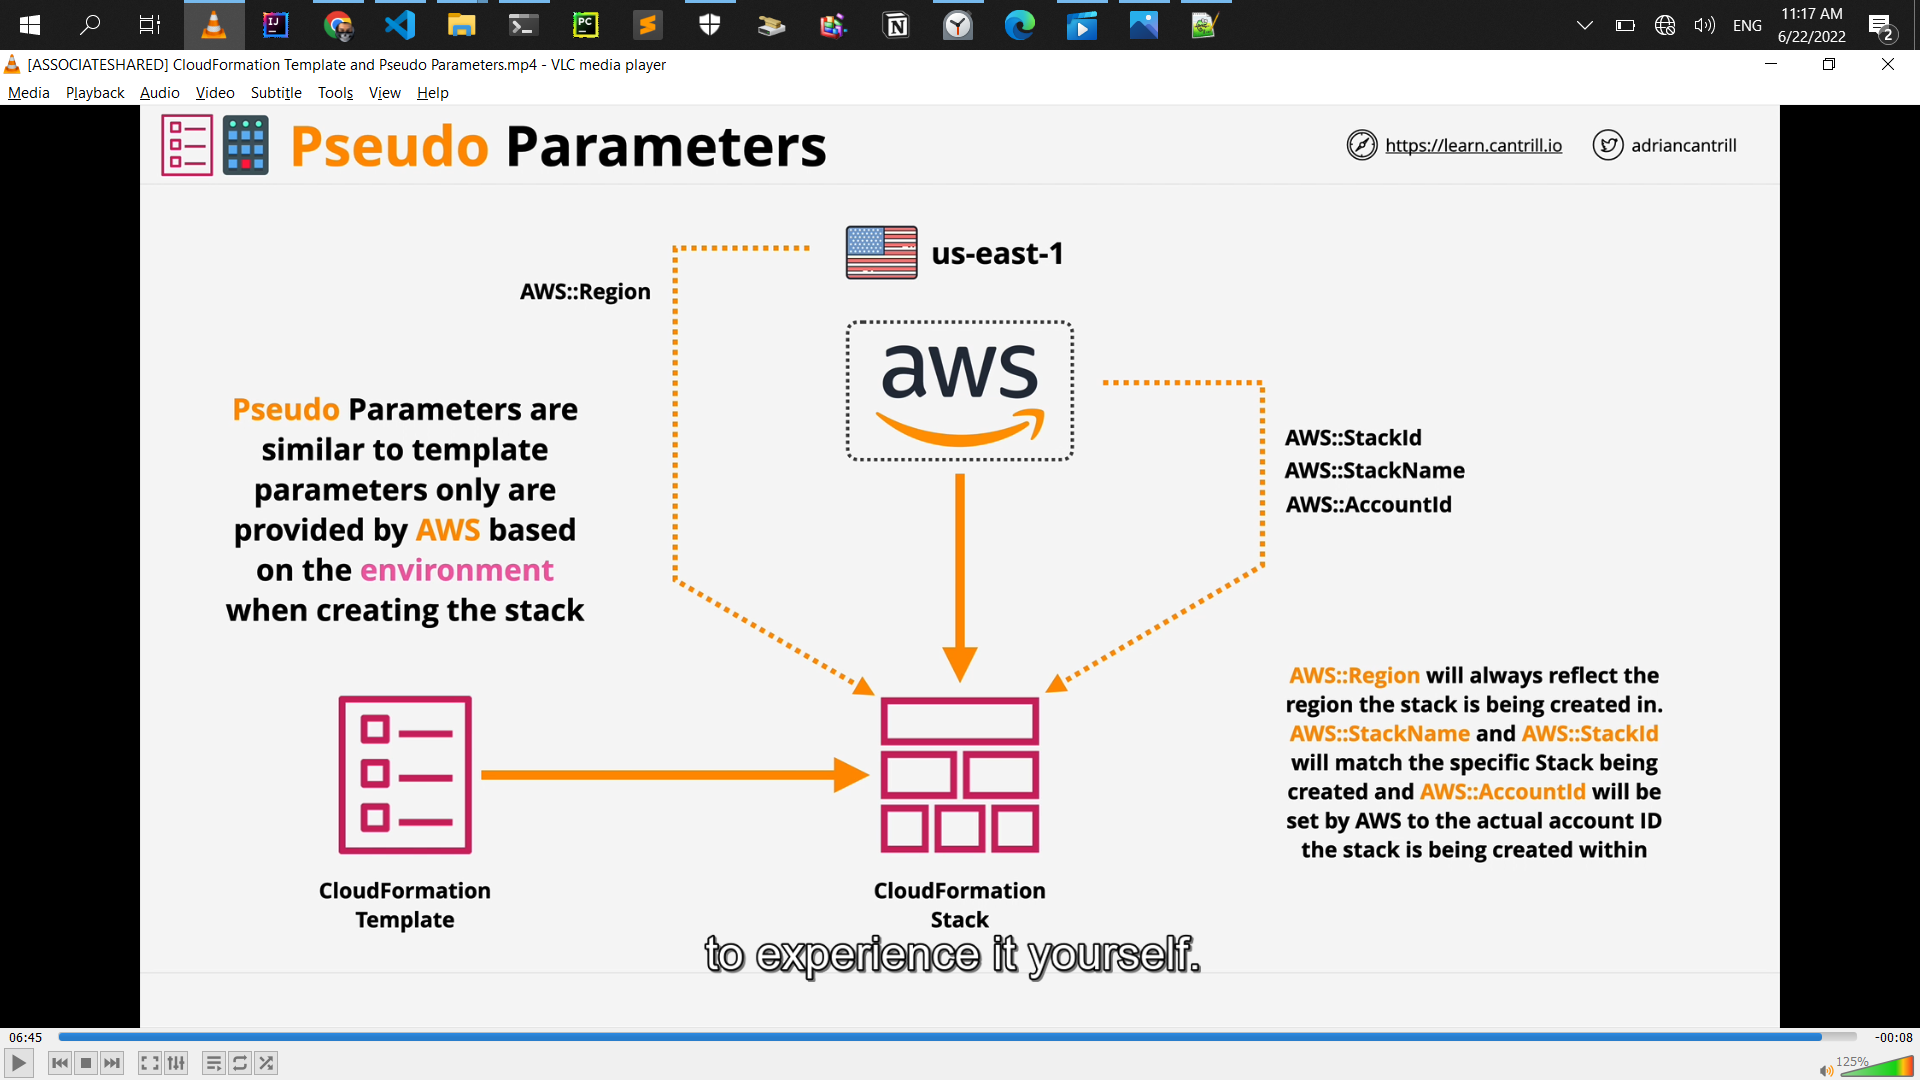 ENG
11:17 AM
6/22/2022
2
[ASSOCIATESHARED] CloudFormation Template and Pseudo Parameters.mp4 - VLC media player
Media Playback Audio Video Subtitle Tools View Help
Pseudo Parameters
https://learn.cantrill.io
adriancantrill
us-east-1
AWS::Region
aws
Pseudo Parameters are
similar to template
parameters only are
provided by AWS based
on the environment
when creating the stack
AWS::StackId
AWS::StackName
AWS::AccountId
AWS::Region will always reflect the
region the stack is being created in.
AWS::StackName and AWS::StackId
will match the specific Stack being
created and AWS::AccountId will be
set by AWS to the actual account ID
the stack is being created within
CloudFormation
Template
CloudFormation
Stack
to experience it yourself.
06:45
-00:08
125%